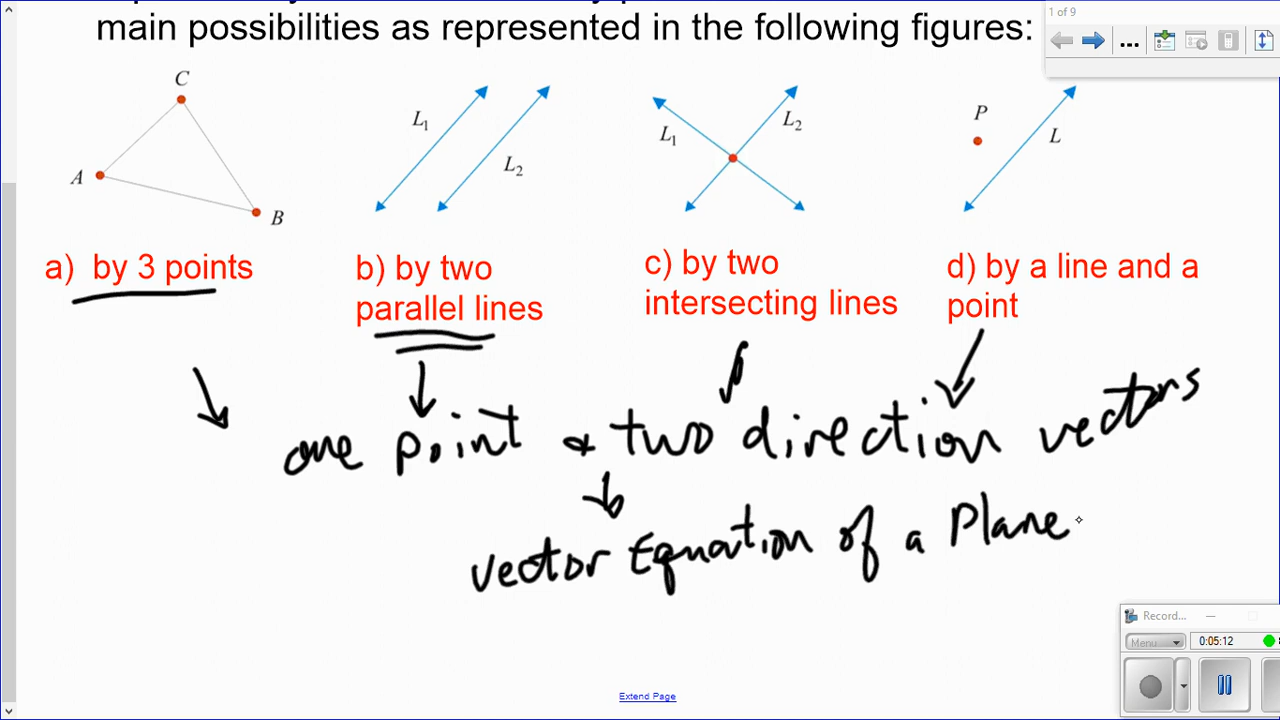 main possibilities as represented in the following figures:
1 of 9
C
A
B
L1
L2
L1
L2
P
L
a) by 3 points
b) by two
parallel lines
c) by two
intersecting lines
d) by a line and a
point
one point & two direction vectors
vector Equation of a Plane
Record...
Menu
0:05:12
Extend Page